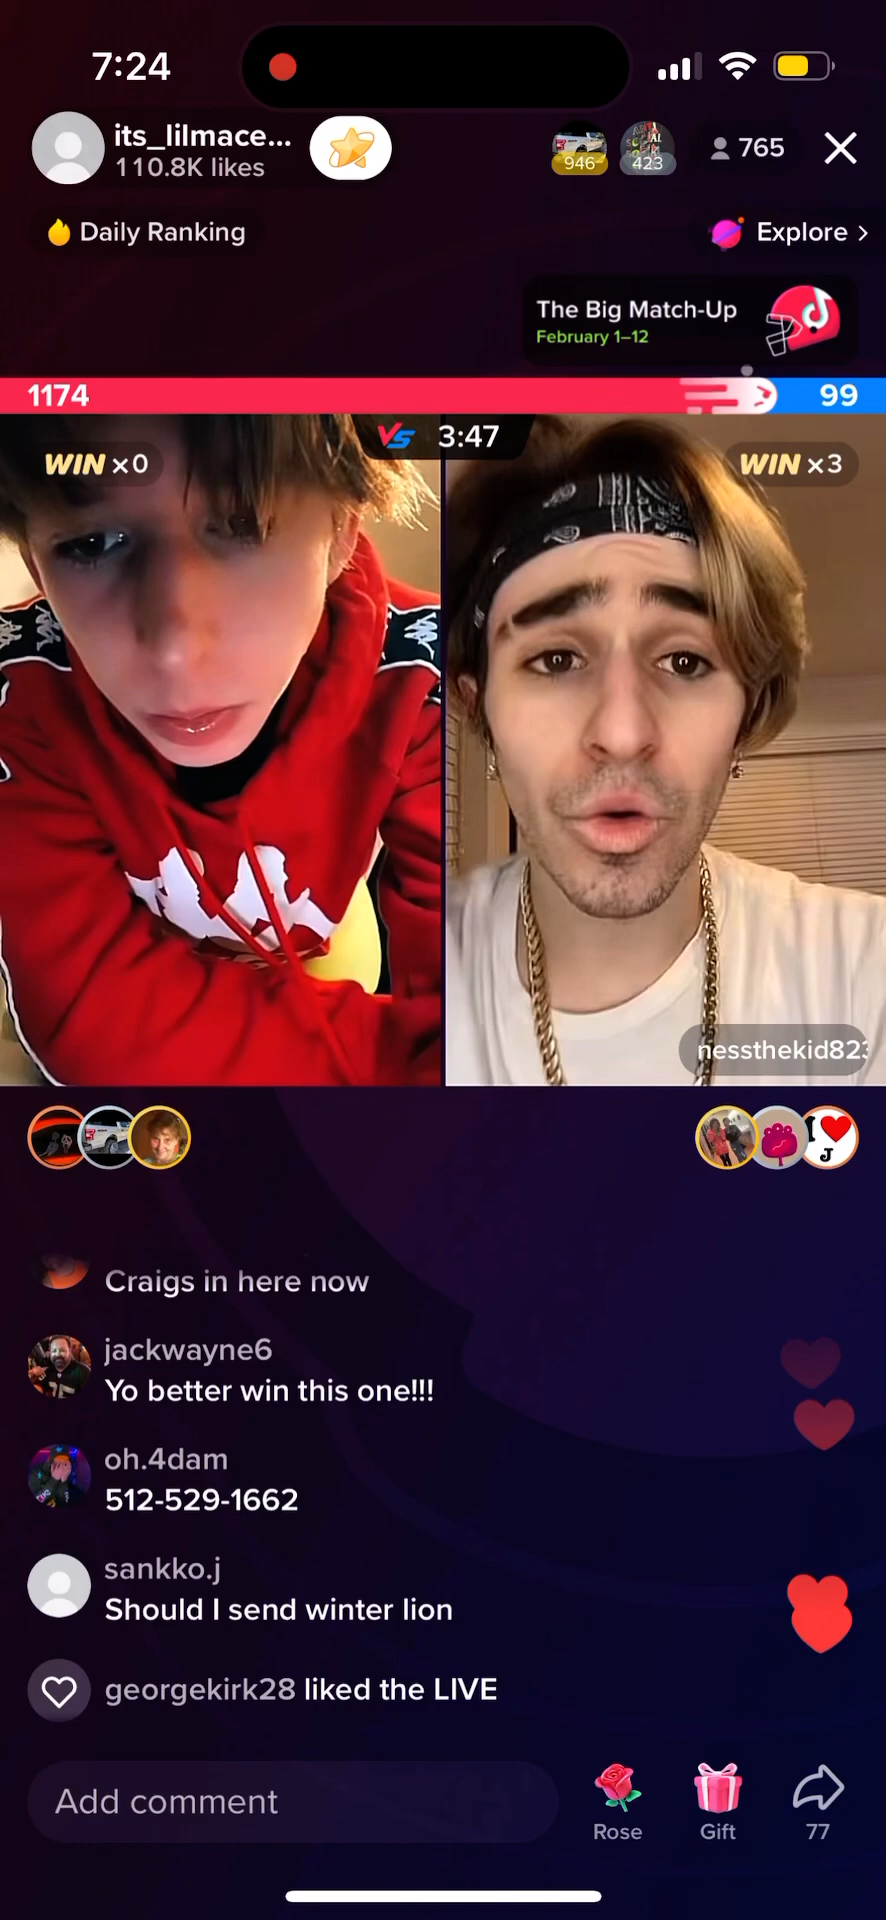 7:24
its_lilmace...
110.8K likes
946
423
765
Daily Ranking
Explore >
The Big Match-Up
February 1–12
1174
99
VS 3:47
WIN x0
WIN x3
nessthekid823
Craigs in here now
jackwayne6
Yo better win this one!!!
oh.4dam
512-529-1662
sankko.j
Should I send winter lion
georgekirk28 liked the LIVE
I ❤ J
Add comment
Rose
Gift
77